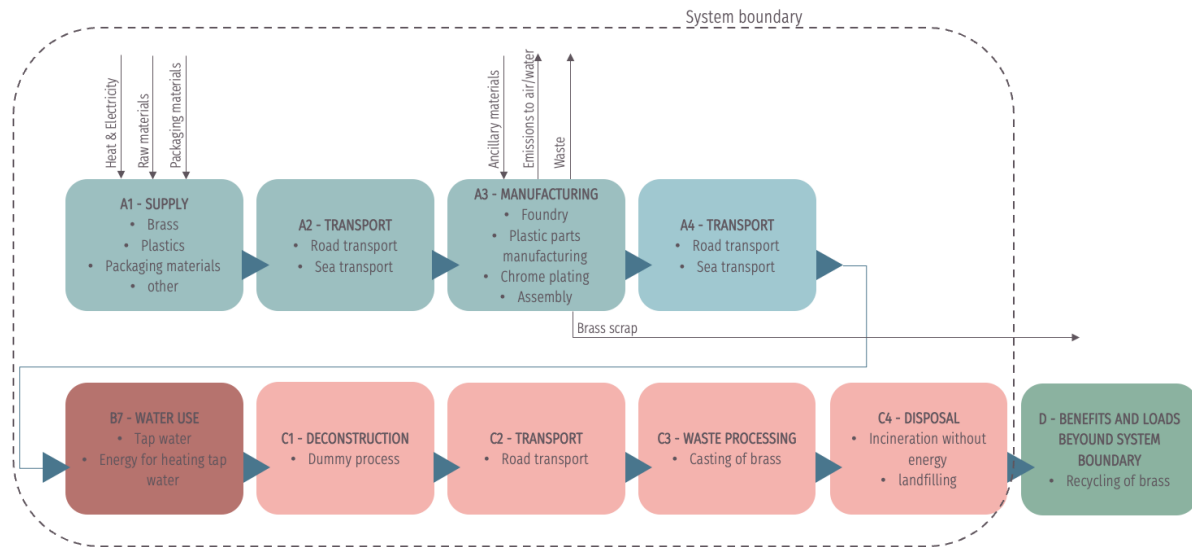 System boundary
Heat & Electricity
Raw materials
Packaging materials
Ancillary materials
Emissions to air/water
Waste
A1 - SUPPLY
• Brass
• Plastics
• Packaging materials
• other
A2 - TRANSPORT
• Road transport
• Sea transport
A3 - MANUFACTURING
• Foundry
• Plastic parts
manufacturing
• Chrome plating
• Assembly
A4 - TRANSPORT
• Road transport
• Sea transport
Brass scrap
B7 - WATER USE
• Tap water
• Energy for heating tap
water
C1 - DECONSTRUCTION
• Dummy process
C2 - TRANSPORT
• Road transport
C3 - WASTE PROCESSING
• Casting of brass
C4 - DISPOSAL
• Incineration without
energy
• landfilling
D - BENEFITS AND LOADS
BEYOUND SYSTEM
BOUNDARY
• Recycling of brass